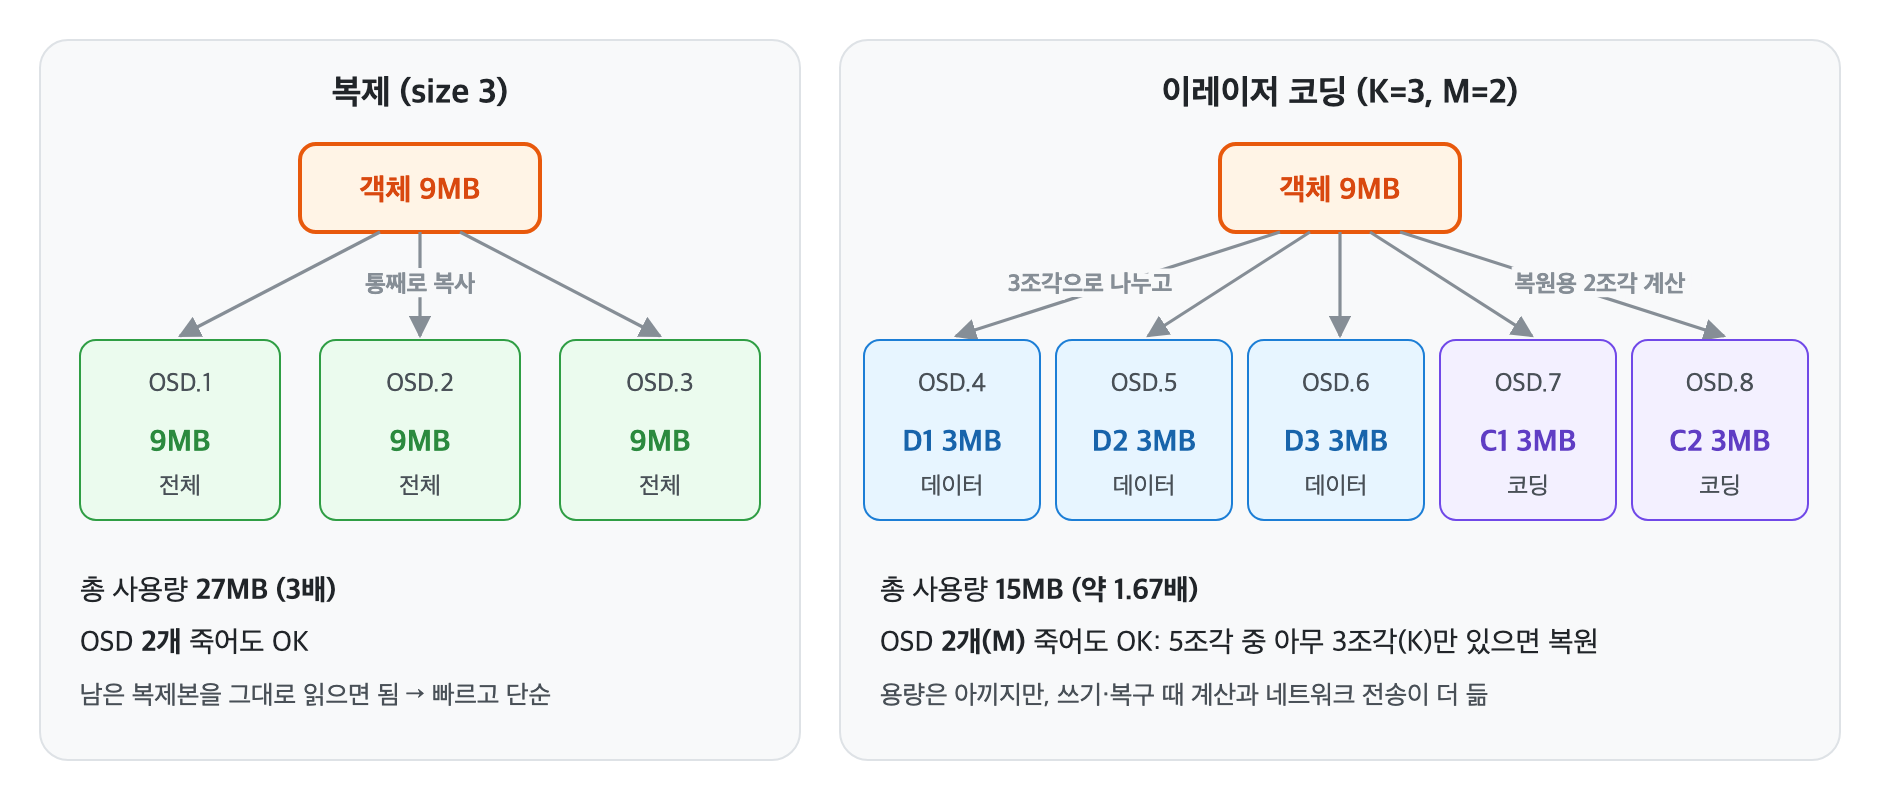 복제 (size 3)
객체 9MB
통째로 복사
OSD.1
9MB
전체
OSD.2
9MB
전체
OSD.3
9MB
전체
총 사용량 27MB (3배)
OSD 2개 죽어도 OK
남은 복제본을 그대로 읽으면 됨 → 빠르고 단순
이레이저 코딩 (K=3, M=2)
객체 9MB
3조각으로 나누고
복원용 2조각 계산
OSD.4
D1 3MB
데이터
OSD.5
D2 3MB
데이터
OSD.6
D3 3MB
데이터
OSD.7
C1 3MB
코딩
OSD.8
C2 3MB
코딩
총 사용량 15MB (약 1.67배)
OSD 2개(M) 죽어도 OK: 5조각 중 아무 3조각(K)만 있으면 복원
용량은 아끼지만, 쓰기·복구 때 계산과 네트워크 전송이 더 듦